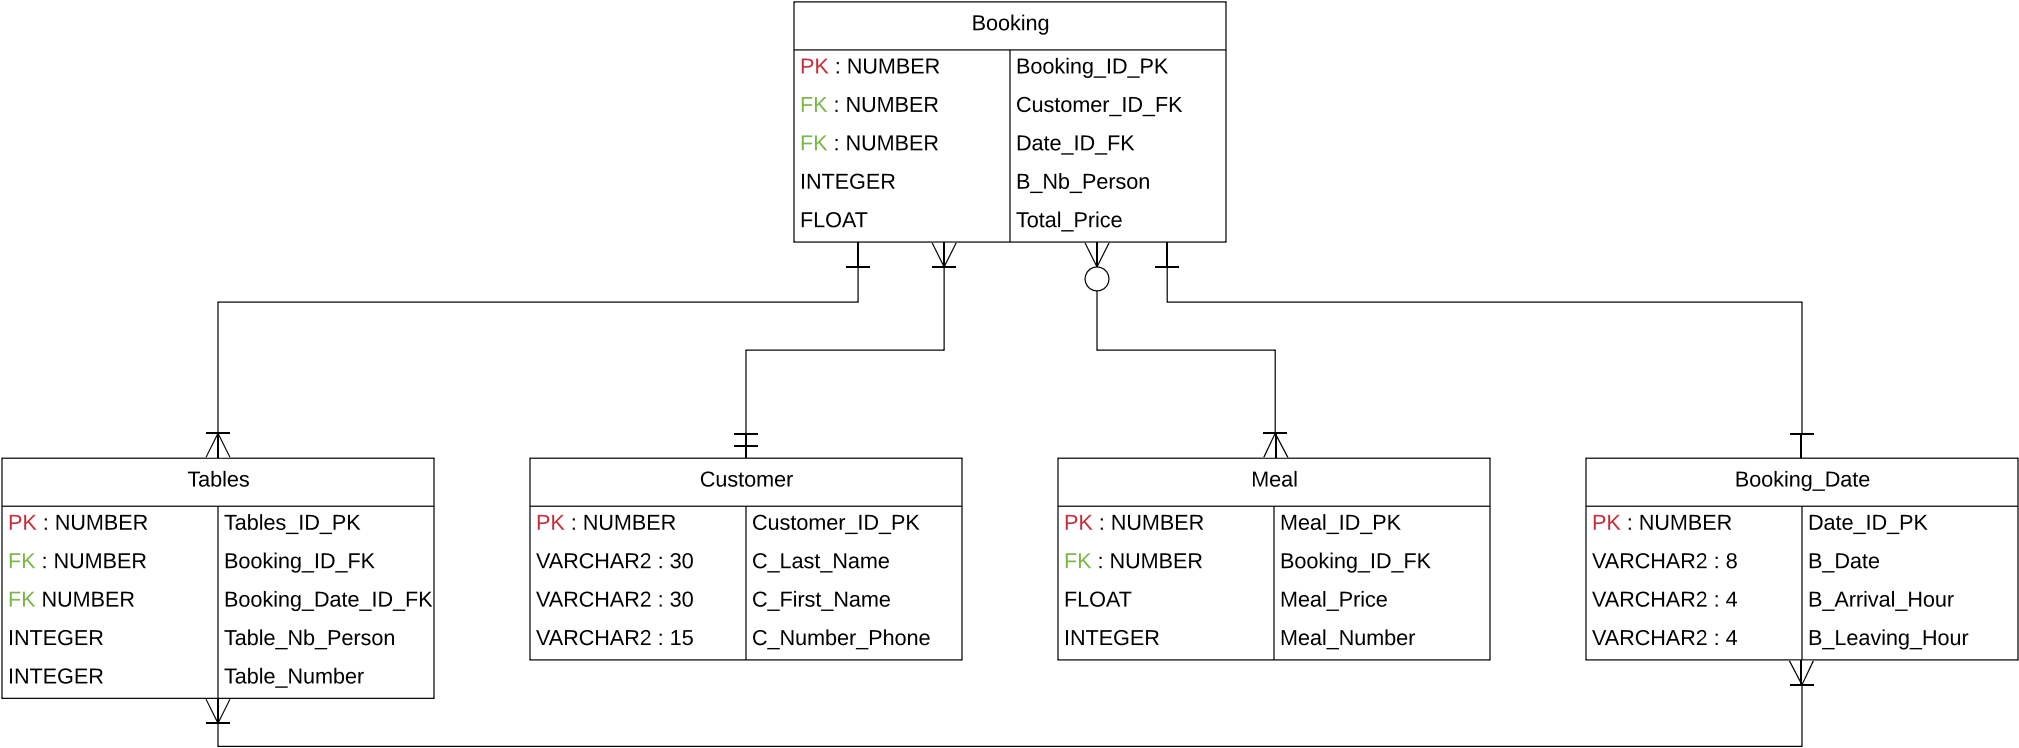 Booking
PK : NUMBER Booking_ID_PK
FK : NUMBER Customer_ID_FK
FK : NUMBER Date_ID_FK
INTEGER B_Nb_Person
FLOAT Total_Price
Tables
PK : NUMBER Tables_ID_PK
FK : NUMBER Booking_ID_FK
FK NUMBER Booking_Date_ID_FK
INTEGER Table_Nb_Person
INTEGER Table_Number
Customer
PK : NUMBER Customer_ID_PK
VARCHAR2 : 30 C_Last_Name
VARCHAR2 : 30 C_First_Name
VARCHAR2 : 15 C_Number_Phone
Meal
PK : NUMBER Meal_ID_PK
FK : NUMBER Booking_ID_FK
FLOAT Meal_Price
INTEGER Meal_Number
Booking_Date
PK : NUMBER Date_ID_PK
VARCHAR2 : 8 B_Date
VARCHAR2 : 4 B_Arrival_Hour
VARCHAR2 : 4 B_Leaving_Hour